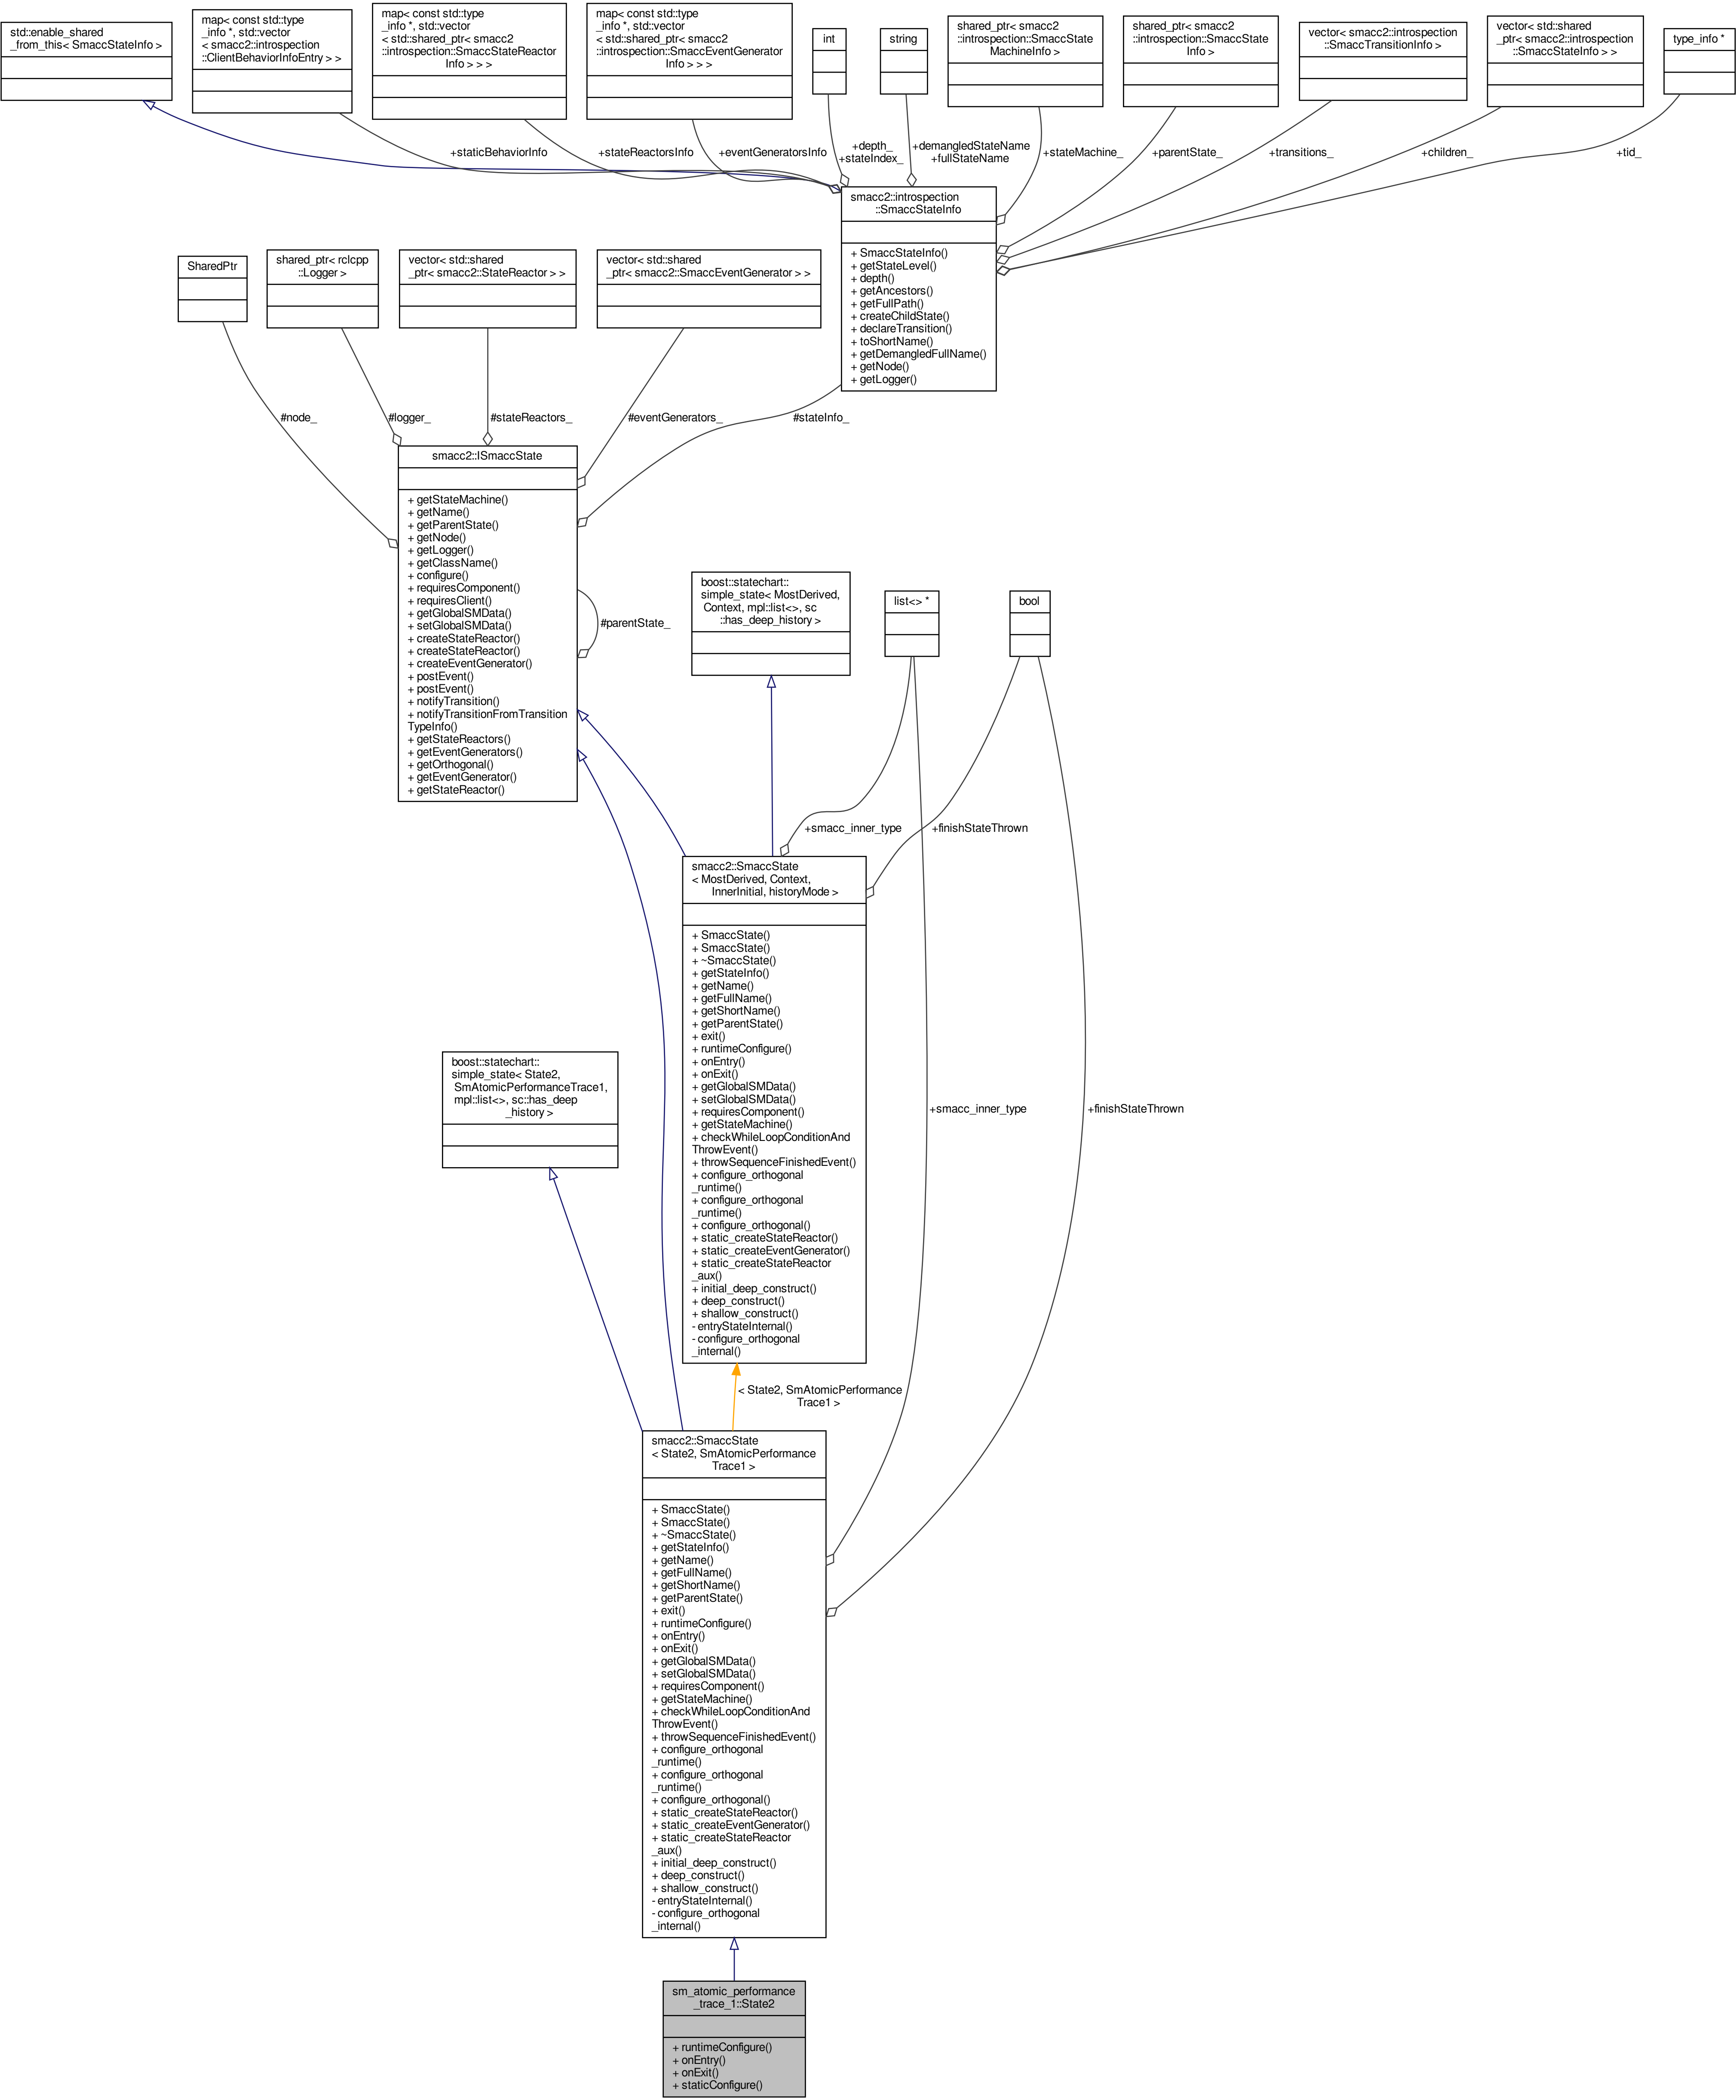 std::enable_shared
_from_this< SmaccStateInfo >
map< const std::type
_info *, std::vector
< smacc2::introspection
::ClientBehaviorInfoEntry > >
map< const std::type
_info *, std::vector
< std::shared_ptr< smacc2
::introspection::SmaccStateReactor
Info > > >
map< const std::type
_info *, std::vector
< std::shared_ptr< smacc2
::introspection::SmaccEventGenerator
Info > > >
int
string
shared_ptr< smacc2
::introspection::SmaccState
MachineInfo >
shared_ptr< smacc2
::introspection::SmaccState
Info >
vector< smacc2::introspection
::SmaccTransitionInfo >
vector< std::shared
_ptr< smacc2::introspection
::SmaccStateInfo > >
type_info *
+staticBehaviorInfo
+stateReactorsInfo
+eventGeneratorsInfo
+depth_
+stateIndex_
+demangledStateName
+fullStateName
+stateMachine_
+parentState_
+transitions_
+children_
+tid_
smacc2::introspection
::SmaccStateInfo
+ SmaccStateInfo()
+ getStateLevel()
+ depth()
+ getAncestors()
+ getFullPath()
+ createChildState()
+ declareTransition()
+ toShortName()
+ getDemangledFullName()
+ getNode()
+ getLogger()
SharedPtr
shared_ptr< rclcpp
::Logger >
vector< std::shared
_ptr< smacc2::StateReactor > >
vector< std::shared
_ptr< smacc2::SmaccEventGenerator > >
#node_
#logger_
#stateReactors_
#eventGenerators_
#stateInfo_
smacc2::ISmaccState
+ getStateMachine()
+ getName()
+ getParentState()
+ getNode()
+ getLogger()
+ getClassName()
+ configure()
+ requiresComponent()
+ requiresClient()
+ getGlobalSMData()
+ setGlobalSMData()
+ createStateReactor()
+ createStateReactor()
+ createEventGenerator()
+ postEvent()
+ postEvent()
+ notifyTransition()
+ notifyTransitionFromTransition
TypeInfo()
+ getStateReactors()
+ getEventGenerators()
+ getOrthogonal()
+ getEventGenerator()
+ getStateReactor()
#parentState_
boost::statechart::
simple_state< MostDerived,
Context, mpl::list<>, sc
::has_deep_history >
list<> *
bool
+smacc_inner_type
+finishStateThrown
smacc2::SmaccState
< MostDerived, Context,
InnerInitial, historyMode >
+ SmaccState()
+ SmaccState()
+ ~SmaccState()
+ getStateInfo()
+ getName()
+ getFullName()
+ getShortName()
+ getParentState()
+ exit()
+ runtimeConfigure()
+ onEntry()
+ onExit()
+ getGlobalSMData()
+ setGlobalSMData()
+ requiresComponent()
+ getStateMachine()
+ checkWhileLoopConditionAnd
ThrowEvent()
+ throwSequenceFinishedEvent()
+ configure_orthogonal
_runtime()
+ configure_orthogonal
_runtime()
+ configure_orthogonal()
+ static_createStateReactor()
+ static_createEventGenerator()
+ static_createStateReactor
_aux()
+ initial_deep_construct()
+ deep_construct()
+ shallow_construct()
- entryStateInternal()
- configure_orthogonal
_internal()
boost::statechart::
simple_state< State2,
SmAtomicPerformanceTrace1,
mpl::list<>, sc::has_deep
_history >
+smacc_inner_type
+finishStateThrown
< State2, SmAtomicPerformance
Trace1 >
smacc2::SmaccState
< State2, SmAtomicPerformance
Trace1 >
+ SmaccState()
+ SmaccState()
+ ~SmaccState()
+ getStateInfo()
+ getName()
+ getFullName()
+ getShortName()
+ getParentState()
+ exit()
+ runtimeConfigure()
+ onEntry()
+ onExit()
+ getGlobalSMData()
+ setGlobalSMData()
+ requiresComponent()
+ getStateMachine()
+ checkWhileLoopConditionAnd
ThrowEvent()
+ throwSequenceFinishedEvent()
+ configure_orthogonal
_runtime()
+ configure_orthogonal
_runtime()
+ configure_orthogonal()
+ static_createStateReactor()
+ static_createEventGenerator()
+ static_createStateReactor
_aux()
+ initial_deep_construct()
+ deep_construct()
+ shallow_construct()
- entryStateInternal()
- configure_orthogonal
_internal()
sm_atomic_performance
_trace_1::State2
+ runtimeConfigure()
+ onEntry()
+ onExit()
+ staticConfigure()